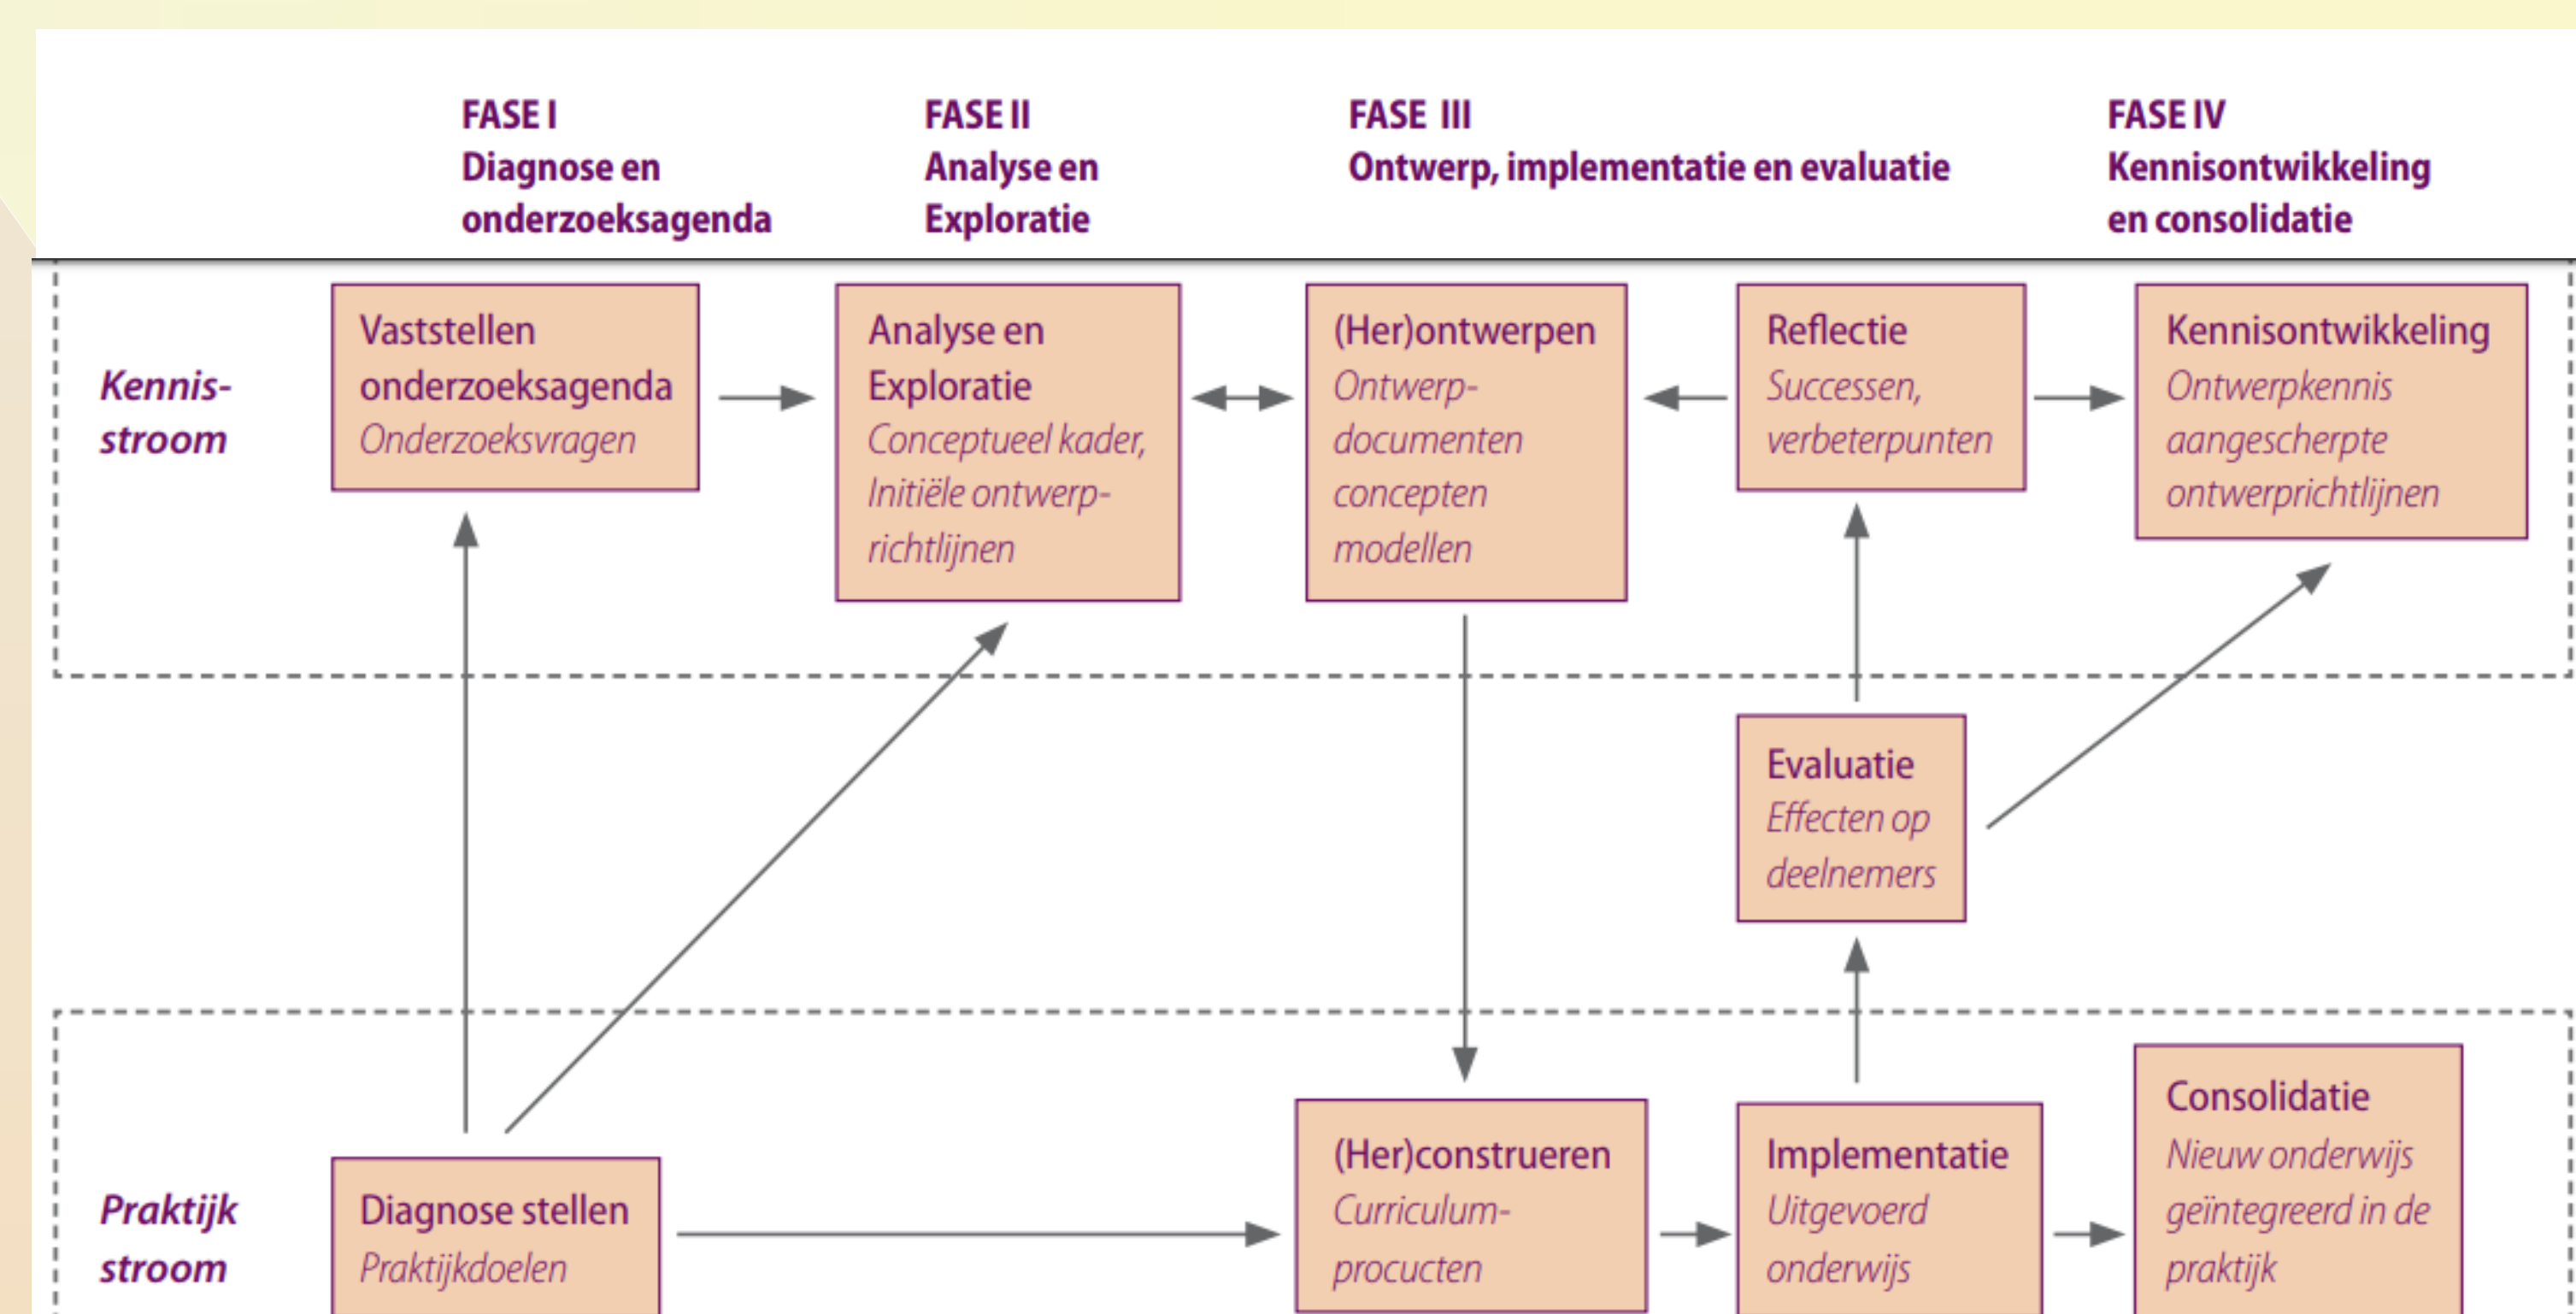 FASE I
Diagnose en
onderzoeksagenda
FASE II
Analyse en
Exploratie
FASE III
Ontwerp, implementatie en evaluatie
FASE IV
Kennisontwikkeling
en consolidatie
Kennis-
stroom
Vaststellen
onderzoeksagenda
Onderzoeksvragen
Analyse en
Exploratie
Conceptueel kader,
Initiële ontwerp-
richtlijnen
(Her)ontwerpen
Ontwerp-
documenten
concepten
modellen
Reflectie
Successen,
verbeterpunten
Kennisontwikkeling
Ontwerpkennis
aangescherpte
ontwerprichtlijnen
Evaluatie
Effecten op
deelnemers
Praktijk
stroom
Diagnose stellen
Praktijkdoelen
(Her)construeren
Curriculum-
procucten
Implementatie
Uitgevoerd
onderwijs
Consolidatie
Nieuw onderwijs
geïntegreerd in de
praktijk